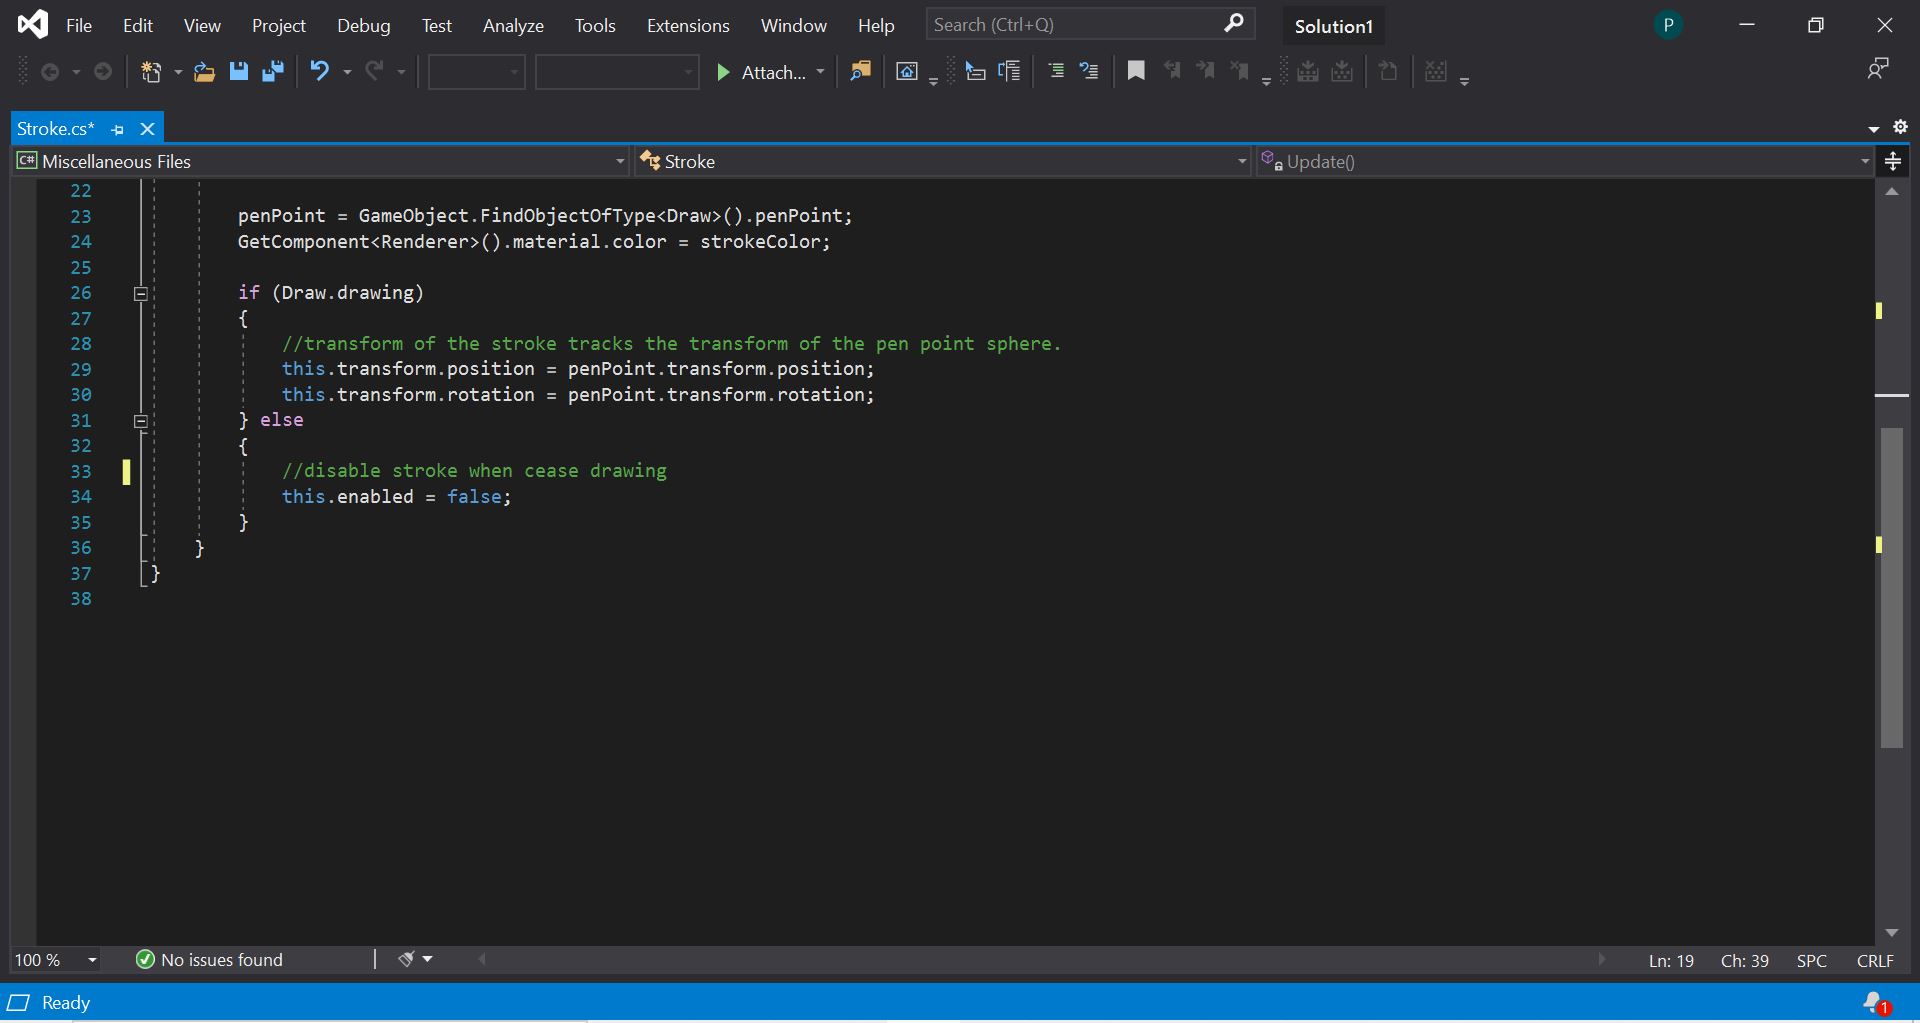 File Edit View Project Debug Test Analyze Tools Extensions Window Help Search (Ctrl+Q) Solution1 P
Attach...
Stroke.cs*
C# Miscellaneous Files Stroke Update()
22
23 penPoint = GameObject.FindObjectOfType<Draw>().penPoint;
24 GetComponent<Renderer>().material.color = strokeColor;
25
26 if (Draw.drawing)
27 {
28 //transform of the stroke tracks the transform of the pen point sphere.
29 this.transform.position = penPoint.transform.position;
30 this.transform.rotation = penPoint.transform.rotation;
31 } else
32 {
33 //disable stroke when cease drawing
34 this.enabled = false;
35 }
36 }
37 }
38
100 % No issues found Ln: 19 Ch: 39 SPC CRLF
Ready 1